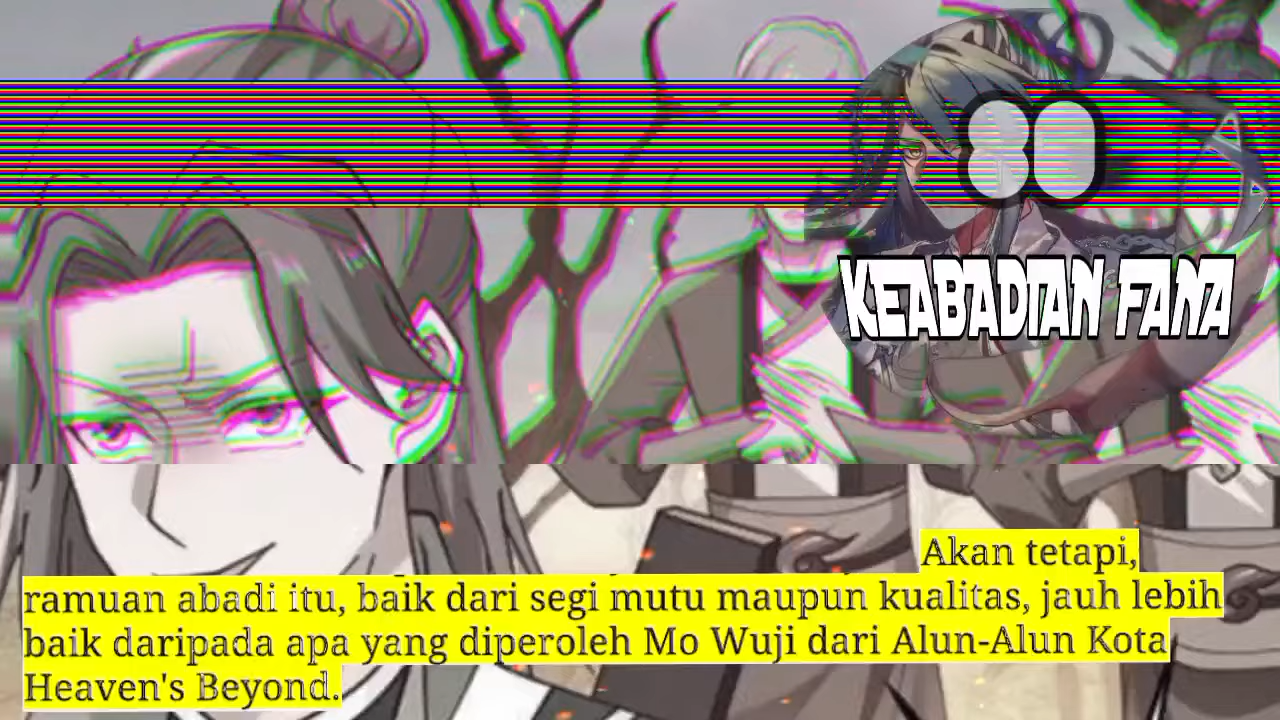 80
KEABADIAN FANA
Akan tetapi,
ramuan abadi itu, baik dari segi mutu maupun kualitas, jauh lebih
baik daripada apa yang diperoleh Mo Wuji dari Alun-Alun Kota
Heaven's Beyond.